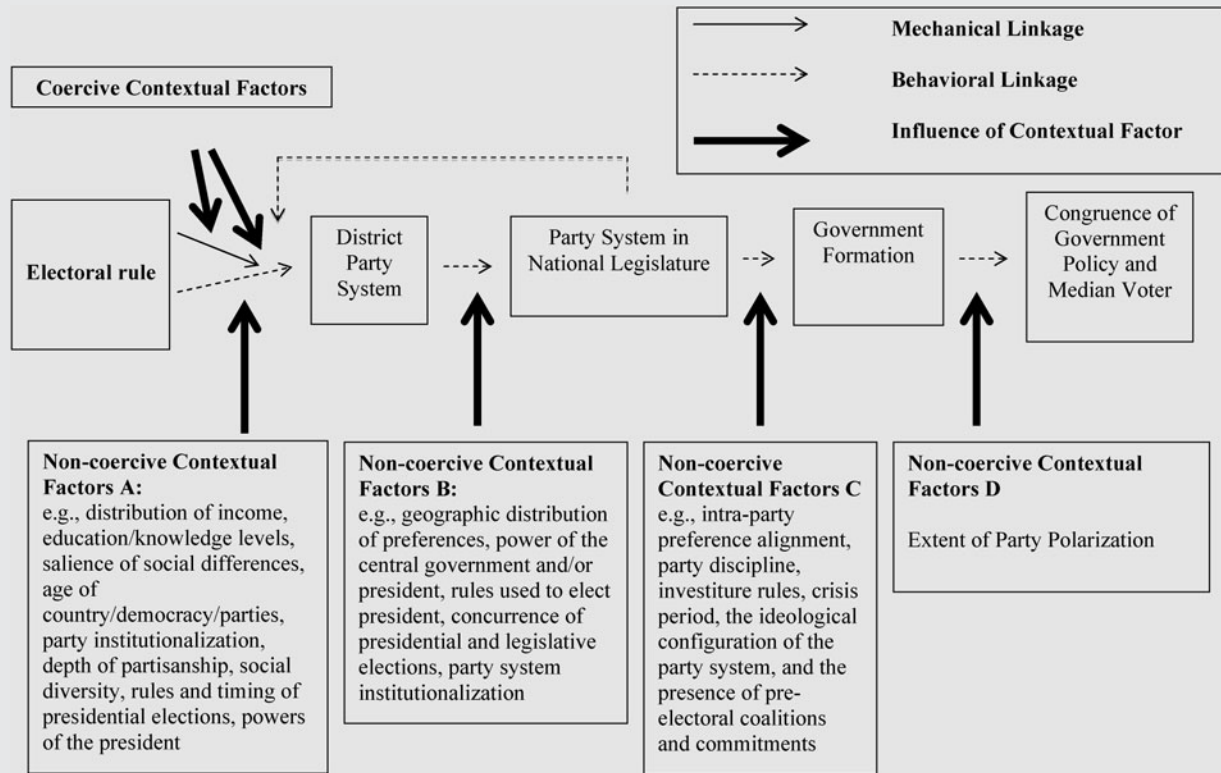 Mechanical Linkage
Behavioral Linkage
Influence of Contextual Factor
Coercive Contextual Factors
Electoral rule
District
Party
System
Party System in
National Legislature
Government
Formation
Congruence of
Government
Policy and
Median Voter
Non-coercive Contextual
Factors A:
e.g., distribution of income,
education/knowledge levels,
salience of social differences,
age of
country/democracy/parties,
party institutionalization,
depth of partisanship, social
diversity, rules and timing of
presidential elections, powers
of the president
Non-coercive Contextual
Factors B:
e.g., geographic distribution
of preferences, power of the
central government and/or
president, rules used to elect
president, concurrence of
presidential and legislative
elections, party system
institutionalization
Non-coercive
Contextual Factors C
e.g., intra-party
preference alignment,
party discipline,
investiture rules, crisis
period, the ideological
configuration of the
party system, and the
presence of pre-
electoral coalitions
and commitments
Non-coercive Contextual
Factors D
Extent of Party Polarization